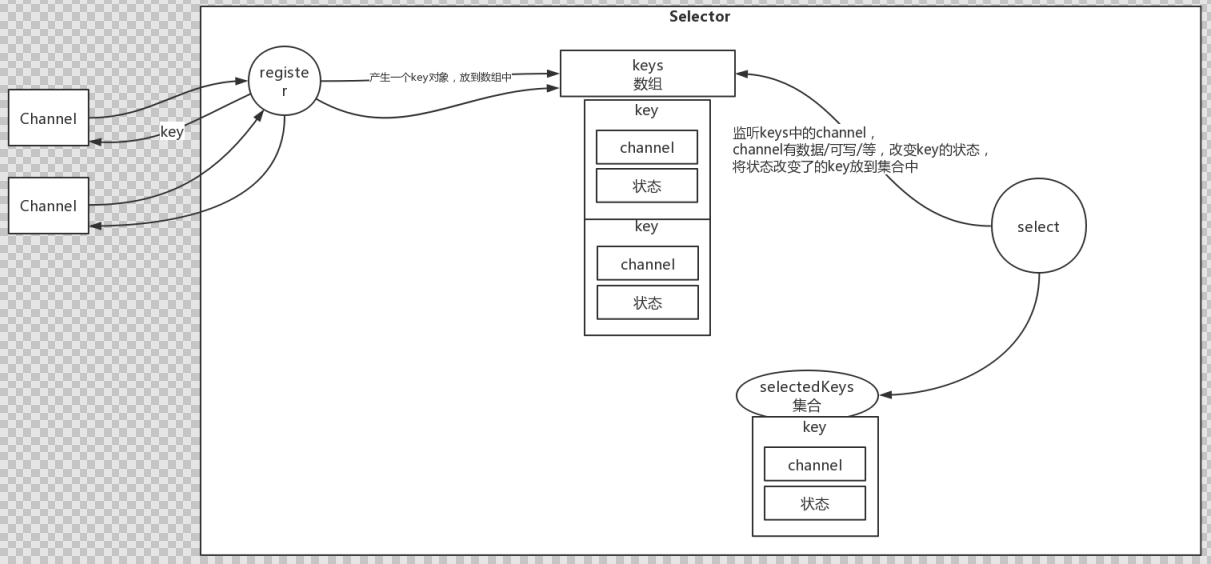 Selector
Channel
Channel
registe
r
key
产生一个key对象，放到数组中
keys
数组
key
channel
状态
key
channel
状态
监听keys中的channel，
channel有数据/可写/等，改变key的状态，
将状态改变了的key放到集合中
select
selectedKeys
集合
key
channel
状态